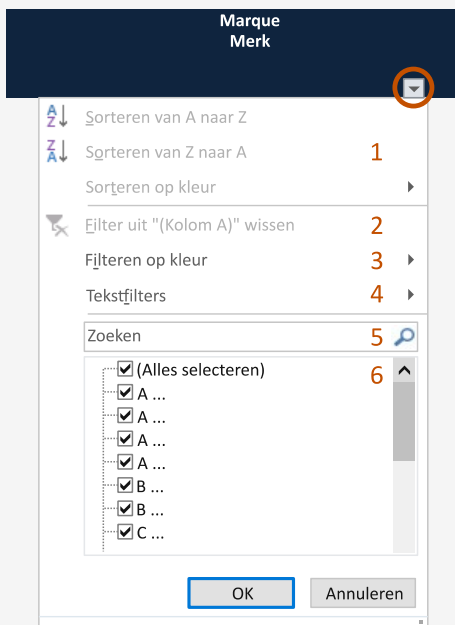 Marque
Merk
Sorteren van A naar Z
Sorteren van Z naar A 1
Sorteren op kleur
Filter uit "(Kolom A)" wissen 2
Filteren op kleur 3
Tekstfilters 4
Zoeken 5
(Alles selecteren) 6
A ...
A ...
A ...
A ...
B ...
B ...
C ...
OK Annuleren